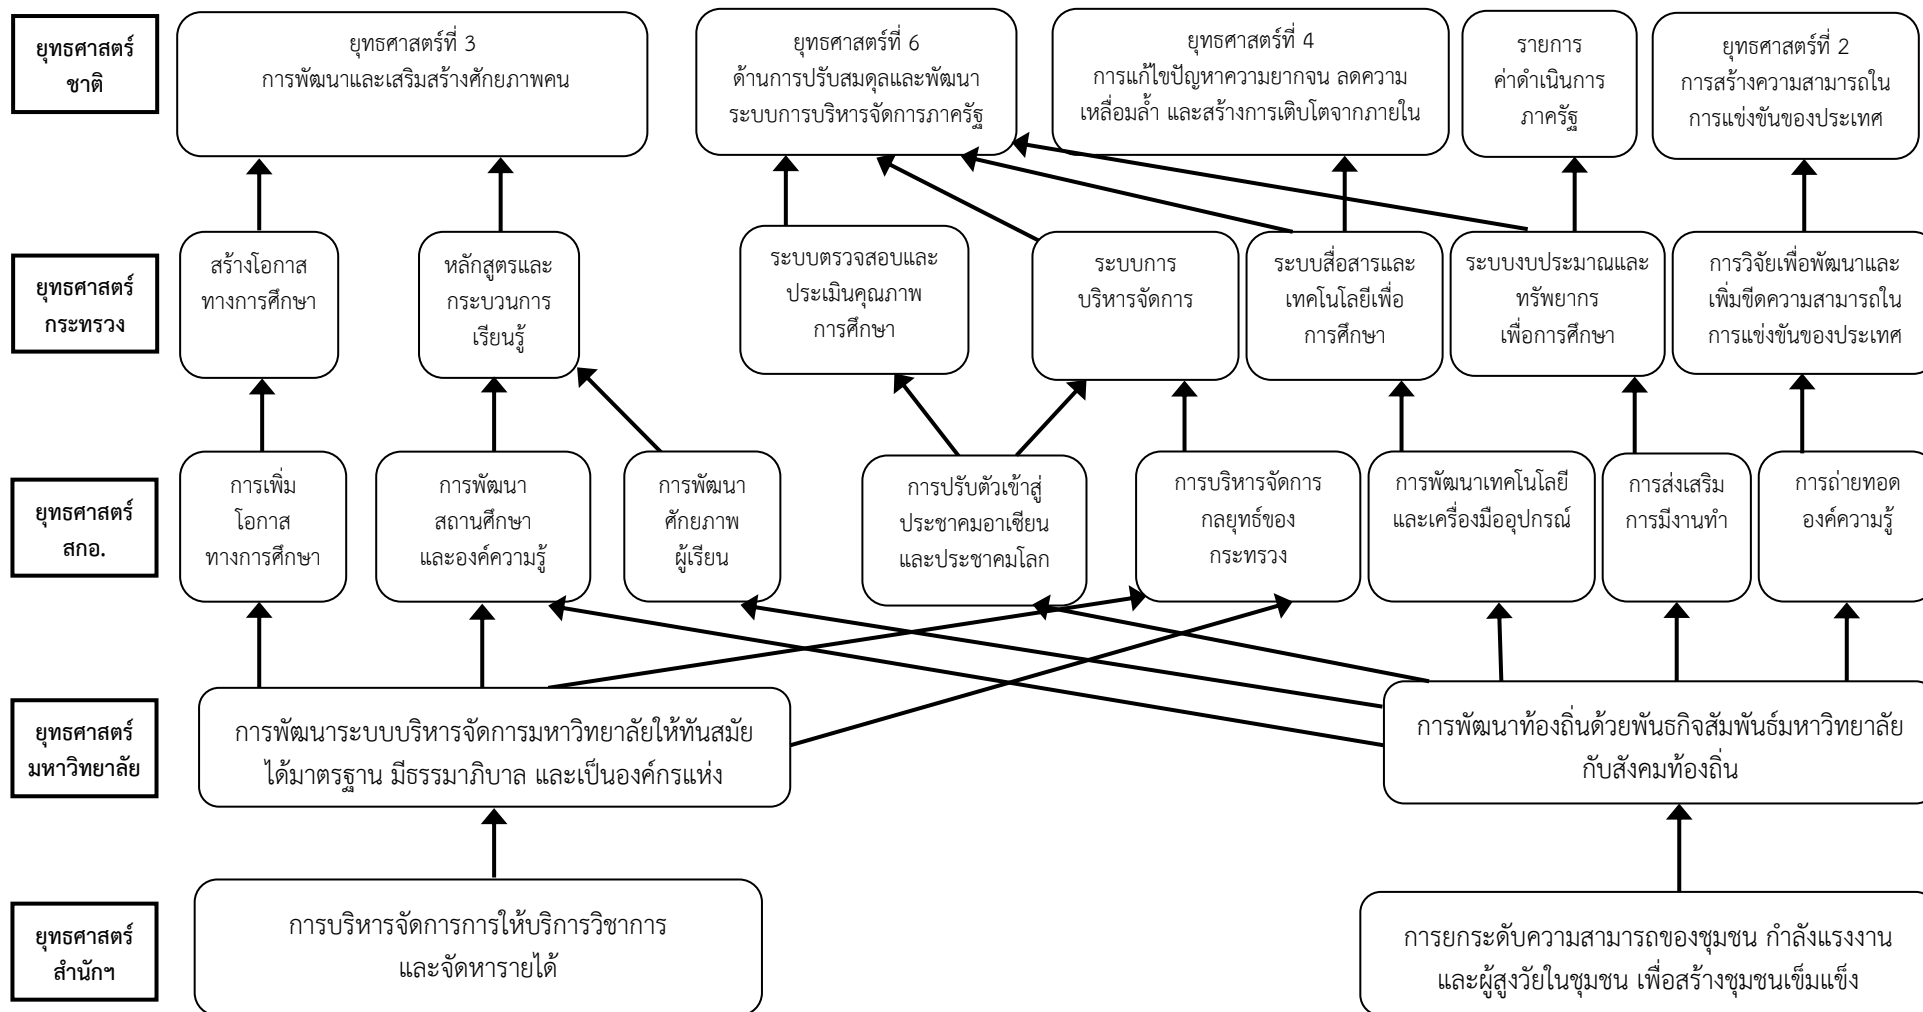 ยุทธศาสตร์
ชาติ
ยุทธศาสตร์ที่ 3
การพัฒนาและเสริมสร้างศักยภาพคน
ยุทธศาสตร์ที่ 6
ด้านการปรับสมดุลและพัฒนา
ระบบการบริหารจัดการภาครัฐ
ยุทธศาสตร์ที่ 4
การแก้ไขปัญหาความยากจน ลดความ
เหลื่อมล้ำ และสร้างการเติบโตจากภายใน
รายการ
ค่าดำเนินการ
ภาครัฐ
ยุทธศาสตร์ที่ 2
การสร้างความสามารถใน
การแข่งขันของประเทศ
ยุทธศาสตร์
กระทรวง
สร้างโอกาส
ทางการศึกษา
หลักสูตรและ
กระบวนการ
เรียนรู้
ระบบตรวจสอบและ
ประเมินคุณภาพ
การศึกษา
ระบบการ
บริหารจัดการ
ระบบสื่อสารและ
เทคโนโลยีเพื่อ
การศึกษา
ระบบงบประมาณและ
ทรัพยากร
เพื่อการศึกษา
การวิจัยเพื่อพัฒนาและ
เพิ่มขีดความสามารถใน
การแข่งขันของประเทศ
ยุทธศาสตร์
สกอ.
การเพิ่ม
โอกาส
ทางการศึกษา
การพัฒนา
สถานศึกษา
และองค์ความรู้
การพัฒนา
ศักยภาพ
ผู้เรียน
การปรับตัวเข้าสู่
ประชาคมอาเซียน
และประชาคมโลก
การบริหารจัดการ
กลยุทธ์ของ
กระทรวง
การพัฒนาเทคโนโลยี
และเครื่องมืออุปกรณ์
การส่งเสริม
การมีงานทำ
การถ่ายทอด
องค์ความรู้
ยุทธศาสตร์
มหาวิทยาลัย
การพัฒนาระบบบริหารจัดการมหาวิทยาลัยให้ทันสมัย
ได้มาตรฐาน มีธรรมาภิบาล และเป็นองค์กรแห่ง
การพัฒนาท้องถิ่นด้วยพันธกิจสัมพันธ์มหาวิทยาลัย
กับสังคมท้องถิ่น
ยุทธศาสตร์
สำนักฯ
การบริหารจัดการการให้บริการวิชาการ
และจัดหารายได้
การยกระดับความสามารถของชุมชน กำลังแรงงาน
และผู้สูงวัยในชุมชน เพื่อสร้างชุมชนเข็มแข็ง